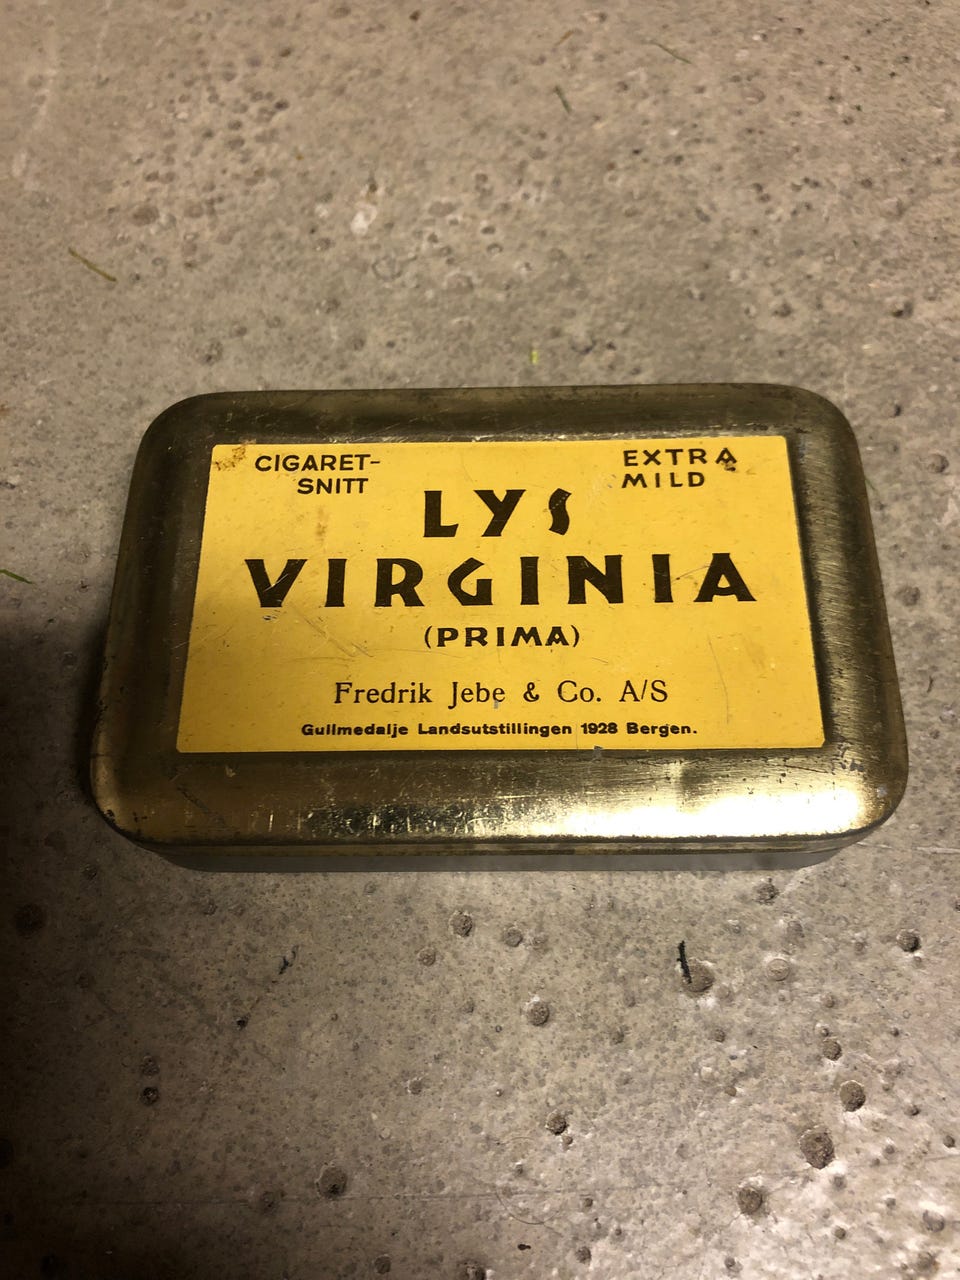 CIGARET-
SNITT
EXTRA
MILD
LYS
VIRGINIA
(PRIMA)
Fredrik Jebe & Co. A/S
Gullmedalje Landsutstillingen 1928 Bergen.